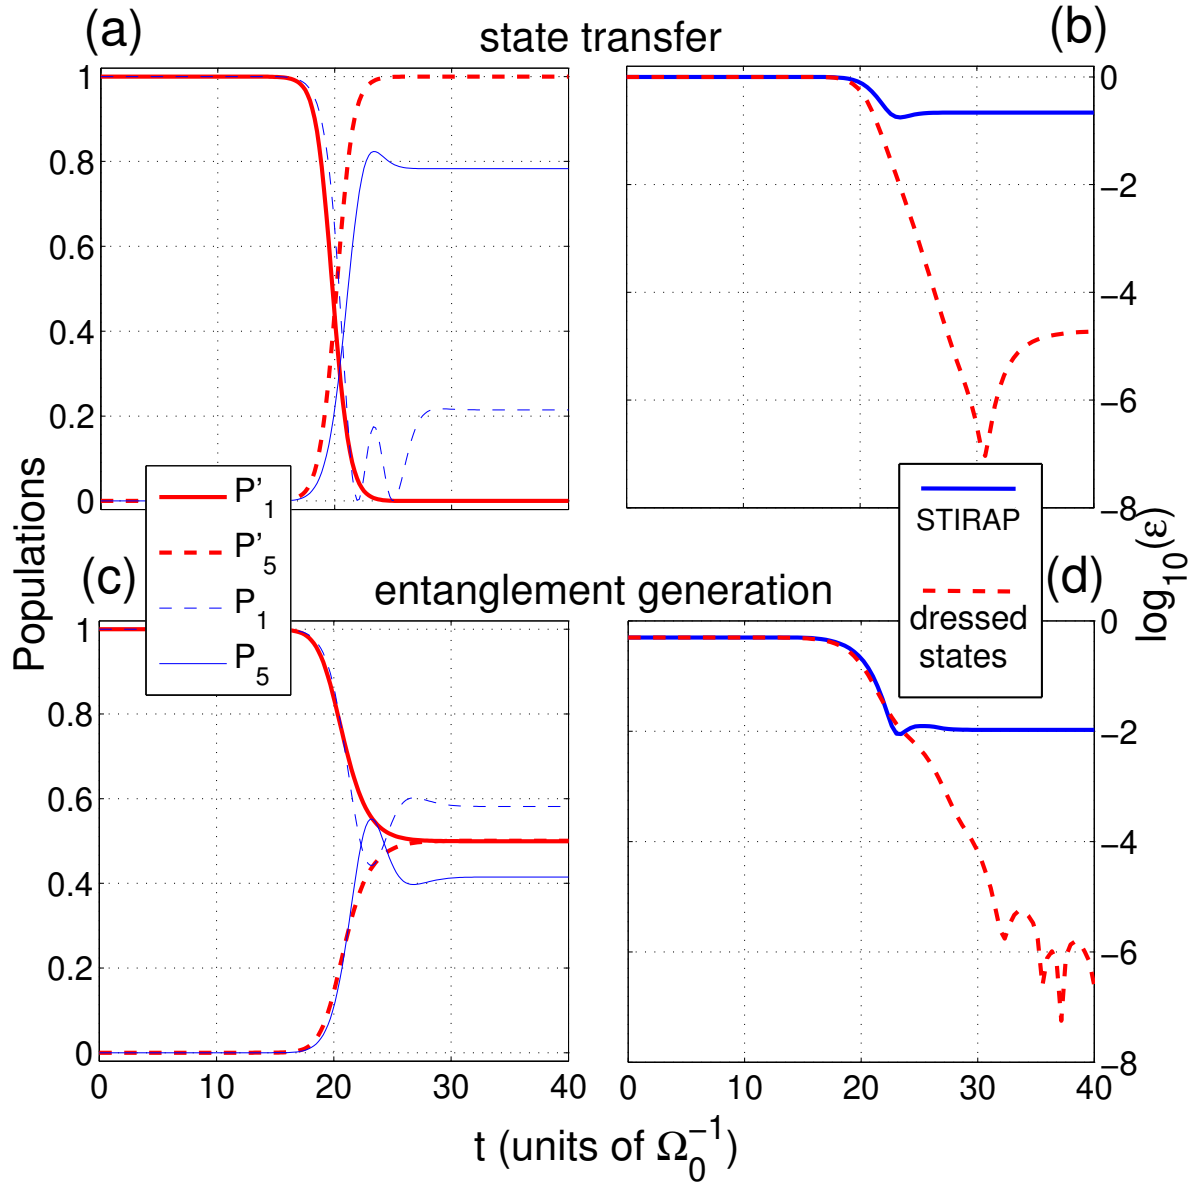 (a)
state transfer
(b)
1
0.8
0.6
0.4
0.2
0
0
−2
−4
−6
−8
Populations
P'1
P'5
P1
P5
STIRAP
dressed
states
log10(ε)
(c)
entanglement generation
(d)
1
0.8
0.6
0.4
0.2
0
0
−2
−4
−6
−8
0 10 20 30 40
0 10 20 30 40
t (units of Ω0−1)